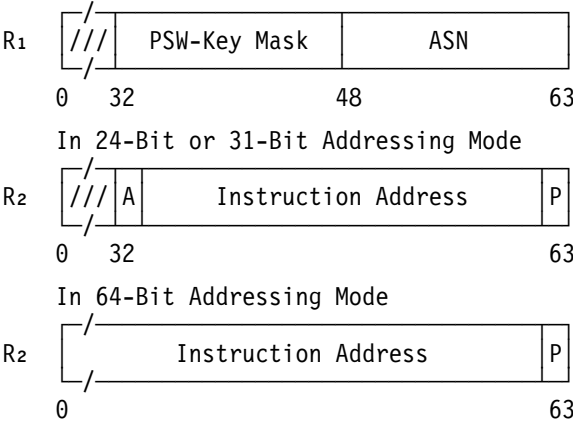 R₁ /// PSW-Key Mask ASN
0 32 48 63
In 24-Bit or 31-Bit Addressing Mode
R₂ /// A Instruction Address P
0 32 63
In 64-Bit Addressing Mode
R₂ Instruction Address P
0 63